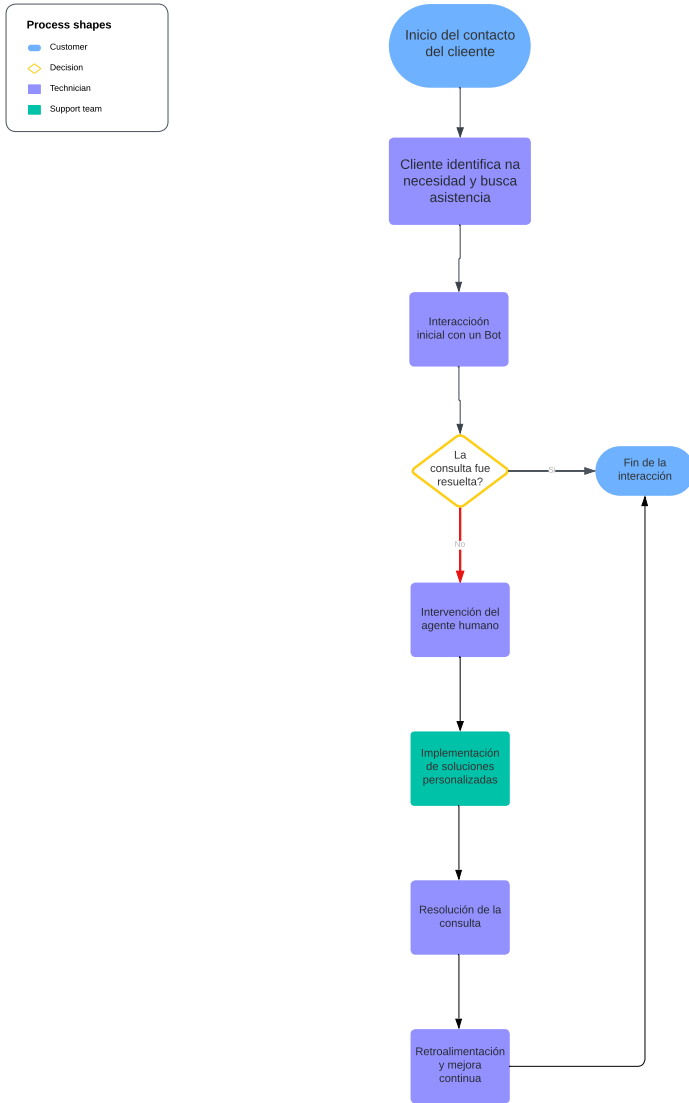 Process shapes
Customer
Decision
Technician
Support team
Inicio del contacto
del clieente
Cliente identifica na
necesidad y busca
asistencia
Interaccioón
inicial con un Bot
La
consulta fue
resuelta?
Si
Fin de la
interacción
No
Intervención del
agente humano
Implementación
de soluciones
personalizadas
Resolución de la
consulta
Retroalimentación
y mejora
continua